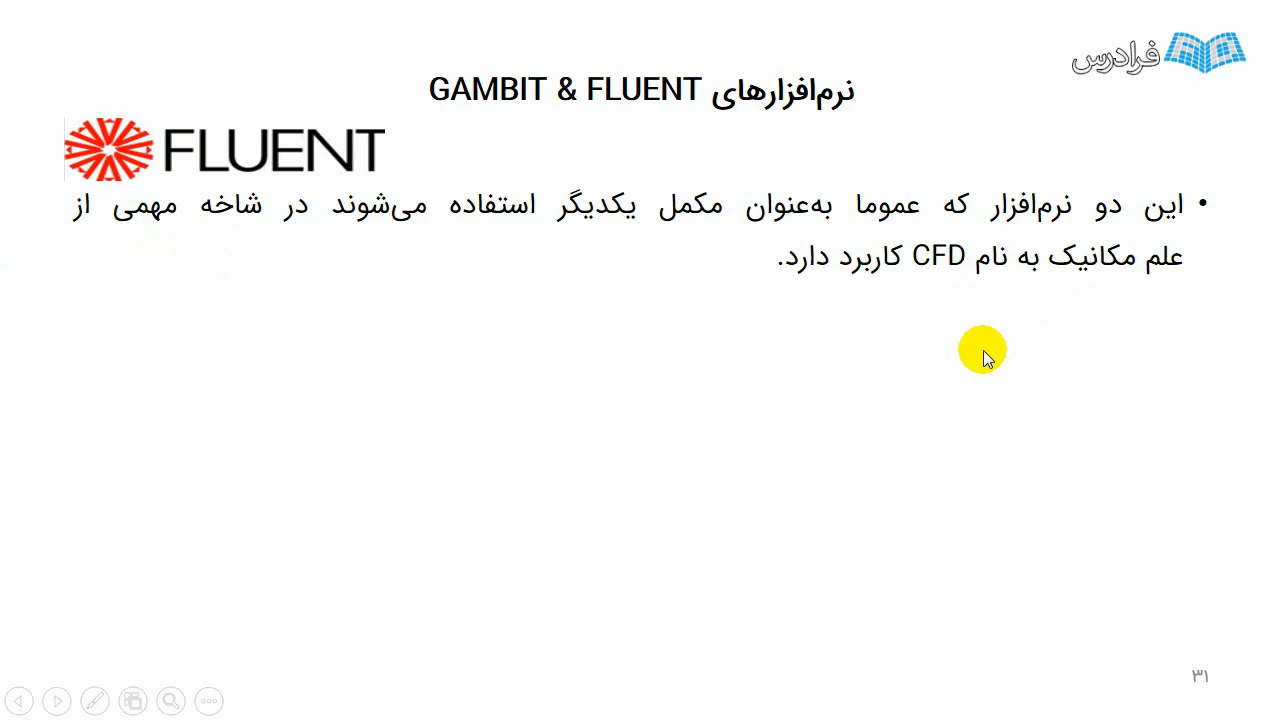 فرادرس
نرم‌افزارهای GAMBIT & FLUENT
FLUENT
• این دو نرم‌افزار که عموما به‌عنوان مکمل یکدیگر استفاده می‌شوند در شاخه مهمی از
علم مکانیک به نام CFD کاربرد دارد.
۳۱